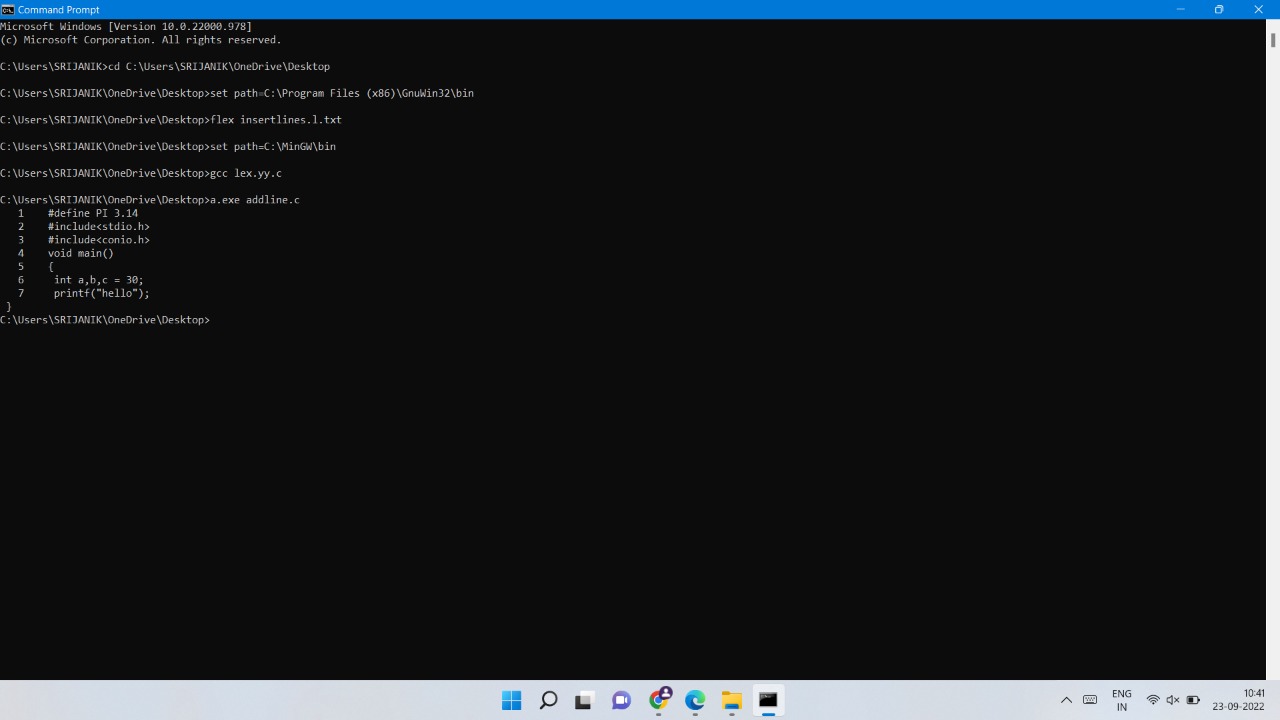 Command Prompt
Microsoft Windows [Version 10.0.22000.978]
(c) Microsoft Corporation. All rights reserved.
C:\Users\SRIJANIK>cd C:\Users\SRIJANIK\OneDrive\Desktop
C:\Users\SRIJANIK\OneDrive\Desktop>set path=C:\Program Files (x86)\GnuWin32\bin
C:\Users\SRIJANIK\OneDrive\Desktop>flex insertlines.l.txt
C:\Users\SRIJANIK\OneDrive\Desktop>set path=C:\MinGW\bin
C:\Users\SRIJANIK\OneDrive\Desktop>gcc lex.yy.c
C:\Users\SRIJANIK\OneDrive\Desktop>a.exe addline.c
1 #define PI 3.14
2 #include<stdio.h>
3 #include<conio.h>
4 void main()
5 {
6 int a,b,c = 30;
7 printf("hello");
}
C:\Users\SRIJANIK\OneDrive\Desktop>
ENG
IN
10:41
23-09-2022